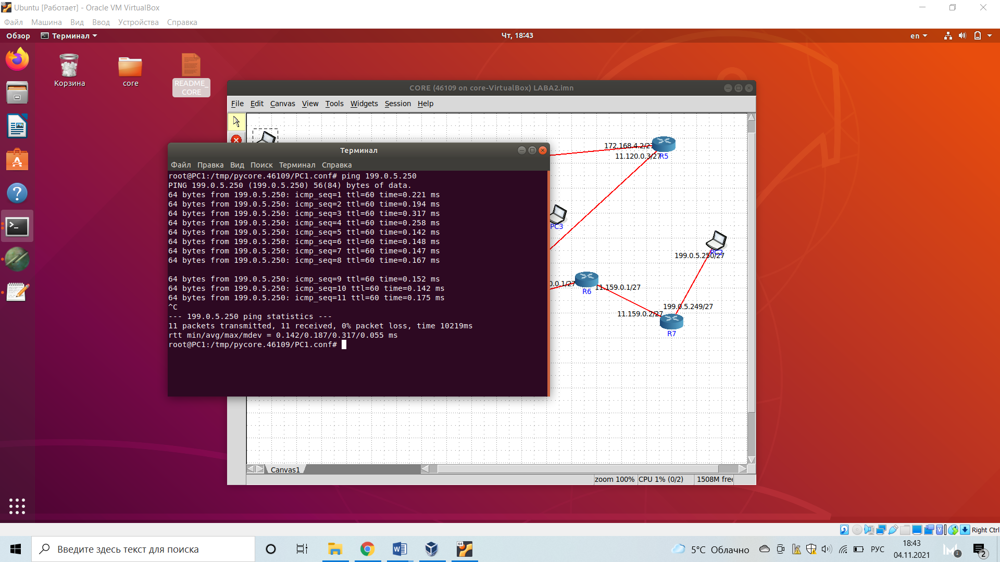 Ubuntu [Работает] - Oracle VM VirtualBox
Файл Машина Вид Ввод Устройства Справка
Обзор Терминал Чт, 18:43 en
Корзина
core
README_
CORE
CORE (46109 on core-VirtualBox) LABA2.imn
File Edit Canvas View Tools Widgets Session Help
Терминал
Файл Правка Вид Поиск Терминал Справка
root@PC1:/tmp/pycore.46109/PC1.conf# ping 199.0.5.250
PING 199.0.5.250 (199.0.5.250) 56(84) bytes of data.
64 bytes from 199.0.5.250: icmp_seq=1 ttl=60 time=0.221 ms
64 bytes from 199.0.5.250: icmp_seq=2 ttl=60 time=0.194 ms
64 bytes from 199.0.5.250: icmp_seq=3 ttl=60 time=0.317 ms
64 bytes from 199.0.5.250: icmp_seq=4 ttl=60 time=0.258 ms
64 bytes from 199.0.5.250: icmp_seq=5 ttl=60 time=0.142 ms
64 bytes from 199.0.5.250: icmp_seq=6 ttl=60 time=0.148 ms
64 bytes from 199.0.5.250: icmp_seq=7 ttl=60 time=0.147 ms
64 bytes from 199.0.5.250: icmp_seq=8 ttl=60 time=0.167 ms
64 bytes from 199.0.5.250: icmp_seq=9 ttl=60 time=0.152 ms
64 bytes from 199.0.5.250: icmp_seq=10 ttl=60 time=0.142 ms
64 bytes from 199.0.5.250: icmp_seq=11 ttl=60 time=0.175 ms
^C
--- 199.0.5.250 ping statistics ---
11 packets transmitted, 11 received, 0% packet loss, time 10219ms
rtt min/avg/max/mdev = 0.142/0.187/0.317/0.055 ms
root@PC1:/tmp/pycore.46109/PC1.conf#
172.168.4.2/27
11.120.0.3/27
R5
PC3
PC2
199.0.5.250/27
0.0.1/27
11.159.0.1/27
R6
199.0.5.249/27
11.159.0.2/27
R7
Canvas1
zoom 100% CPU 1% (0/2) 1508M free
Right Ctrl
Введите здесь текст для поиска
5°C Облачно
РУС
18:43
04.11.2021
3
2